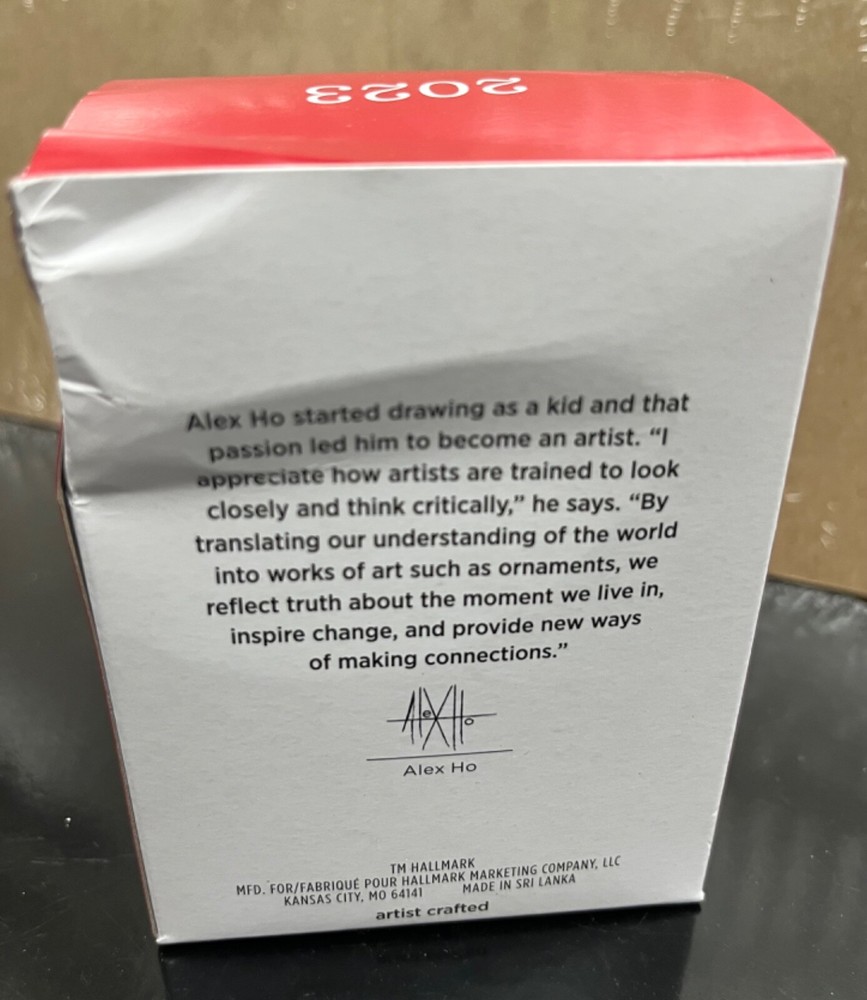 2023
Alex Ho started drawing as a kid and that
passion led him to become an artist. “I
appreciate how artists are trained to look
closely and think critically,” he says. “By
translating our understanding of the world
into works of art such as ornaments, we
reflect truth about the moment we live in,
inspire change, and provide new ways
of making connections.”
Alex Ho
Alex Ho
TM HALLMARK
MFD. FOR/FABRIQUÉ POUR HALLMARK MARKETING COMPANY, LLC
KANSAS CITY, MO 64141 MADE IN SRI LANKA
artist crafted